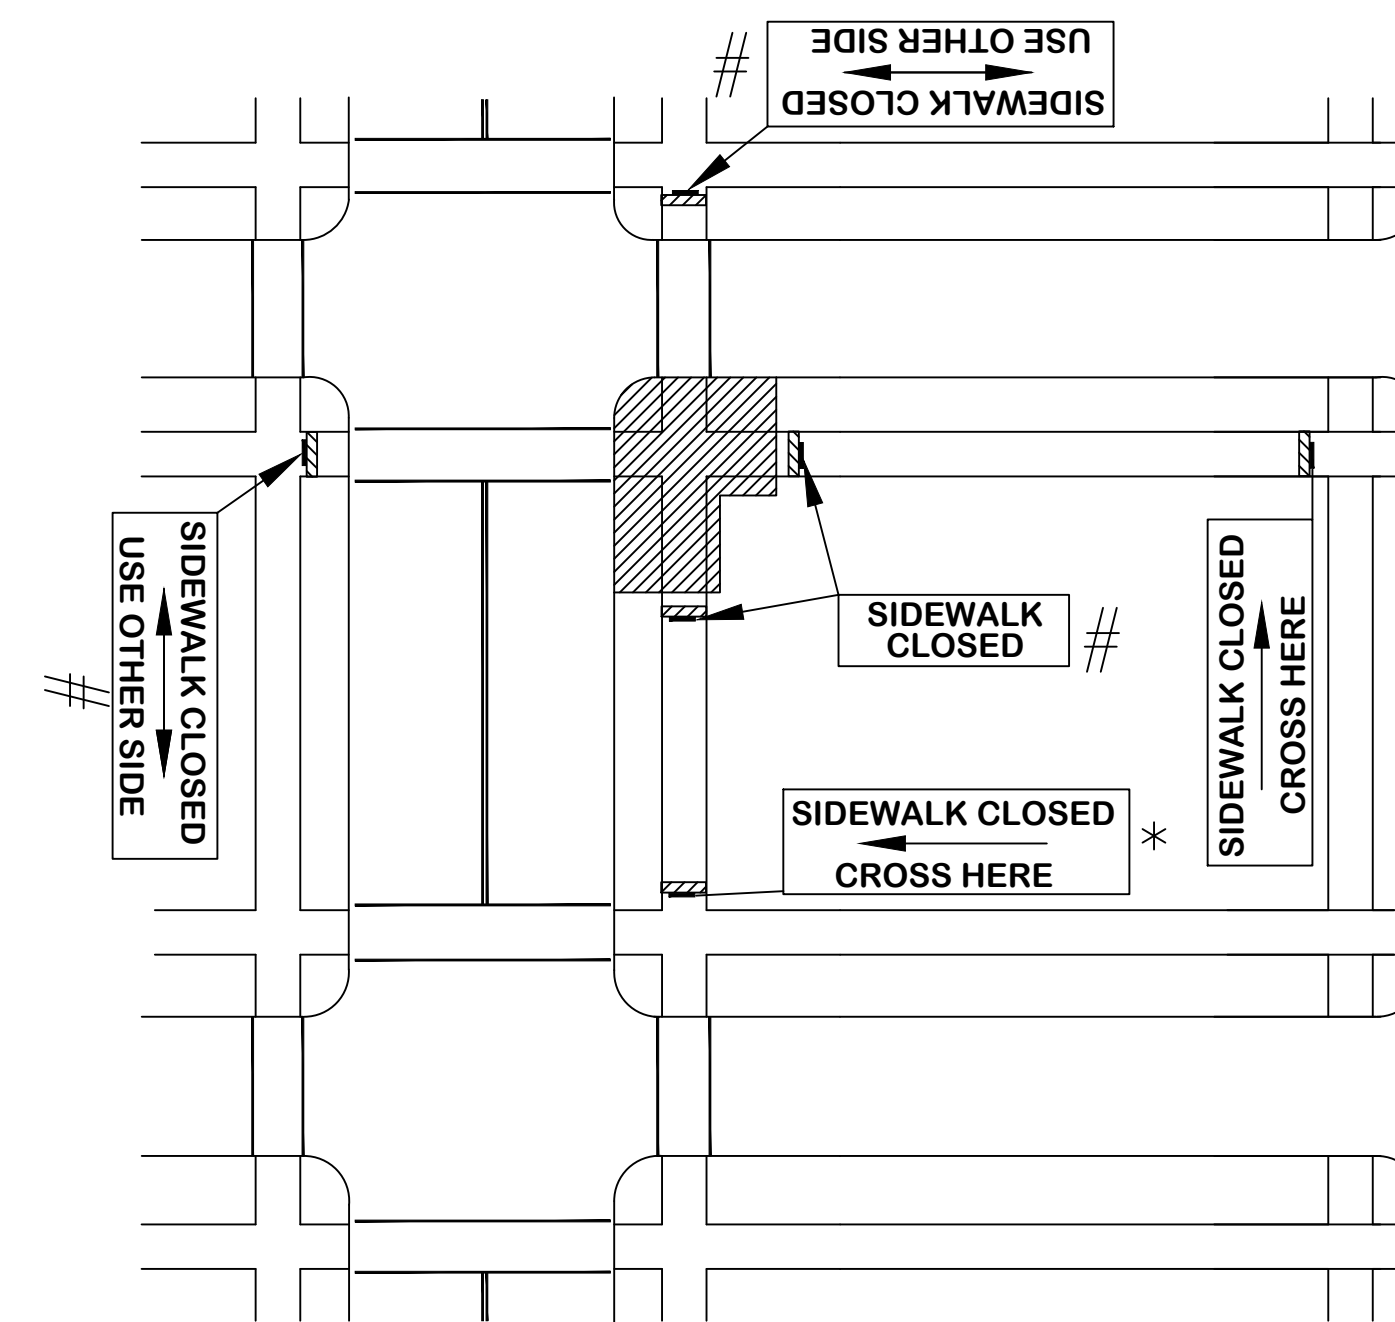 SIDEWALK CLOSED
USE OTHER SIDE
#
SIDEWALK CLOSED
USE OTHER SIDE
#
SIDEWALK
CLOSED
#
SIDEWALK CLOSED
CROSS HERE
*
SIDEWALK CLOSED
CROSS HERE